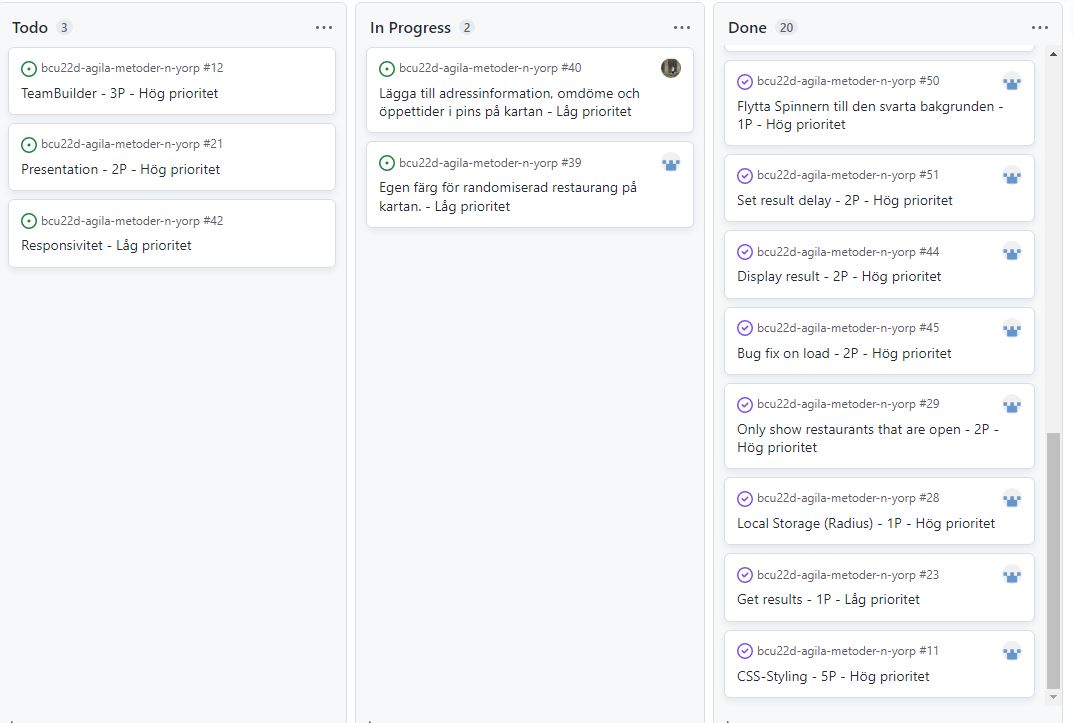 Todo 3
bcu22d-agila-metoder-n-yorp #12
TeamBuilder - 3P - Hög prioritet
bcu22d-agila-metoder-n-yorp #21
Presentation - 2P - Hög prioritet
bcu22d-agila-metoder-n-yorp #42
Responsivitet - Låg prioritet
In Progress 2
bcu22d-agila-metoder-n-yorp #40
Lägga till adressinformation, omdöme och
öppettider i pins på kartan - Låg prioritet
bcu22d-agila-metoder-n-yorp #39
Egen färg för randomiserad restaurang på
kartan. - Låg prioritet
Done 20
bcu22d-agila-metoder-n-yorp #50
Flytta Spinnern till den svarta bakgrunden -
1P - Hög prioritet
bcu22d-agila-metoder-n-yorp #51
Set result delay - 2P - Hög prioritet
bcu22d-agila-metoder-n-yorp #44
Display result - 2P - Hög prioritet
bcu22d-agila-metoder-n-yorp #45
Bug fix on load - 2P - Hög prioritet
bcu22d-agila-metoder-n-yorp #29
Only show restaurants that are open - 2P -
Hög prioritet
bcu22d-agila-metoder-n-yorp #28
Local Storage (Radius) - 1P - Hög prioritet
bcu22d-agila-metoder-n-yorp #23
Get results - 1P - Låg prioritet
bcu22d-agila-metoder-n-yorp #11
CSS-Styling - 5P - Hög prioritet